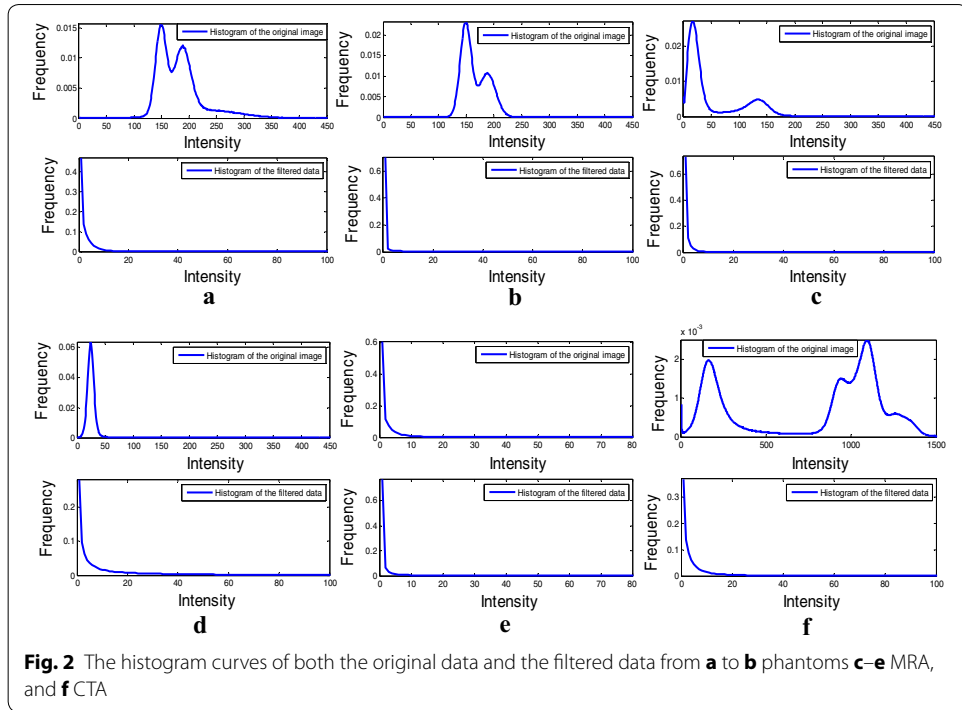 Frequency
0.015
0.01
0.005
0
0 50 100 150 200 250 300 350 400 450
Histogram of the original image
Intensity
Frequency
0.02
0.015
0.01
0.005
0
0 50 100 150 200 250 300 350 400 450
Histogram of the original image
Intensity
Frequency
0.02
0.01
0
0 50 100 150 200 250 300 350 400 450
Histogram of the original image
Intensity
Frequency
0.4
0.3
0.2
0.1
0
0 20 40 60 80 100
Histogram of the filtered data
Intensity
Frequency
0.6
0.4
0.2
0
0 20 40 60 80 100
Histogram of the filtered data
Intensity
Frequency
0.6
0.4
0.2
0
0 20 40 60 80 100
Histogram of the filtered data
Intensity
a
b
c
Frequency
0.06
0.04
0.02
0
0 50 100 150 200 250 300 350 400 450
Histogram of the original image
Intensity
Frequency
0.6
0.4
0.2
0
0 10 20 30 40 50 60 70 80
Histogram of the original image
Intensity
Frequency
x 10-3
2
1
0
0 500 1000 1500
Histogram of the original image
Intensity
Frequency
0.2
0.1
0
0 20 40 60 80 100
Histogram of the filtered data
Intensity
Frequency
0.6
0.4
0.2
0
0 10 20 30 40 50 60 70 80
Histogram of the filtered data
Intensity
Frequency
0.3
0.2
0.1
0
0 20 40 60 80 100
Histogram of the filtered data
Intensity
d
e
f
Fig. 2 The histogram curves of both the original data and the filtered data from a to b phantoms c–e MRA,
and f CTA